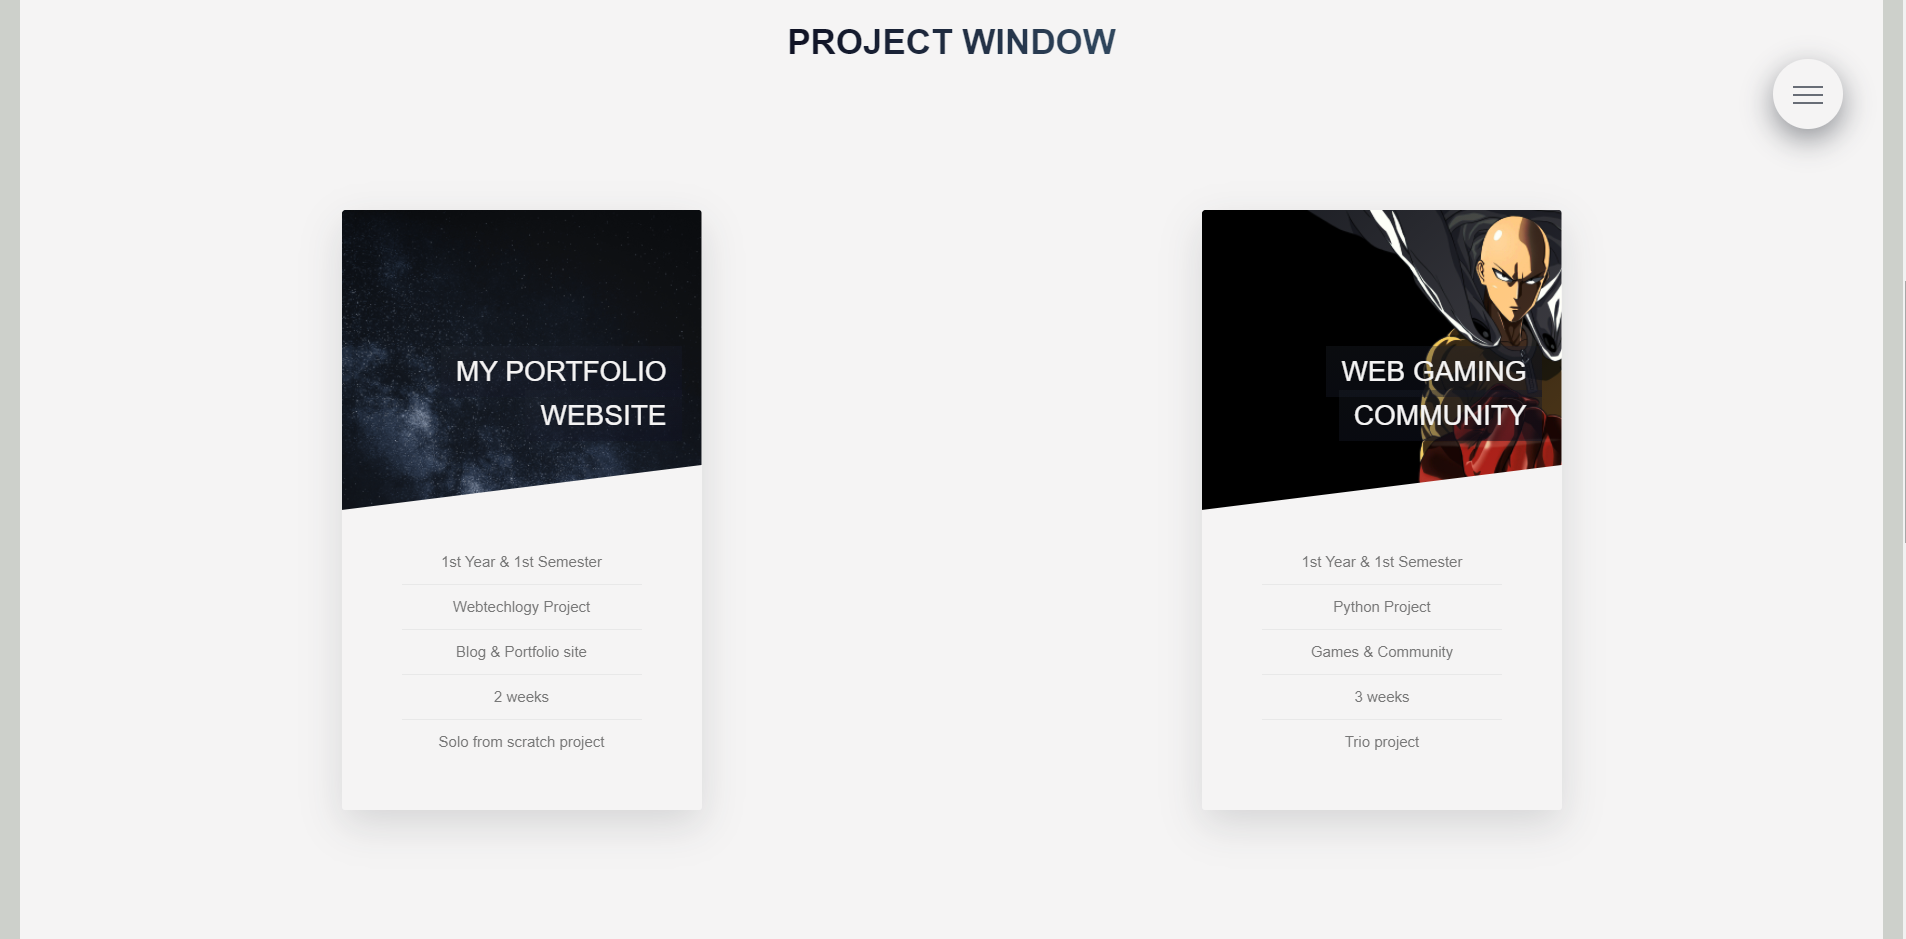 PROJECT WINDOW
MY PORTFOLIO
WEBSITE
1st Year & 1st Semester
Webtechlogy Project
Blog & Portfolio site
2 weeks
Solo from scratch project
WEB GAMING
COMMUNITY
1st Year & 1st Semester
Python Project
Games & Community
3 weeks
Trio project